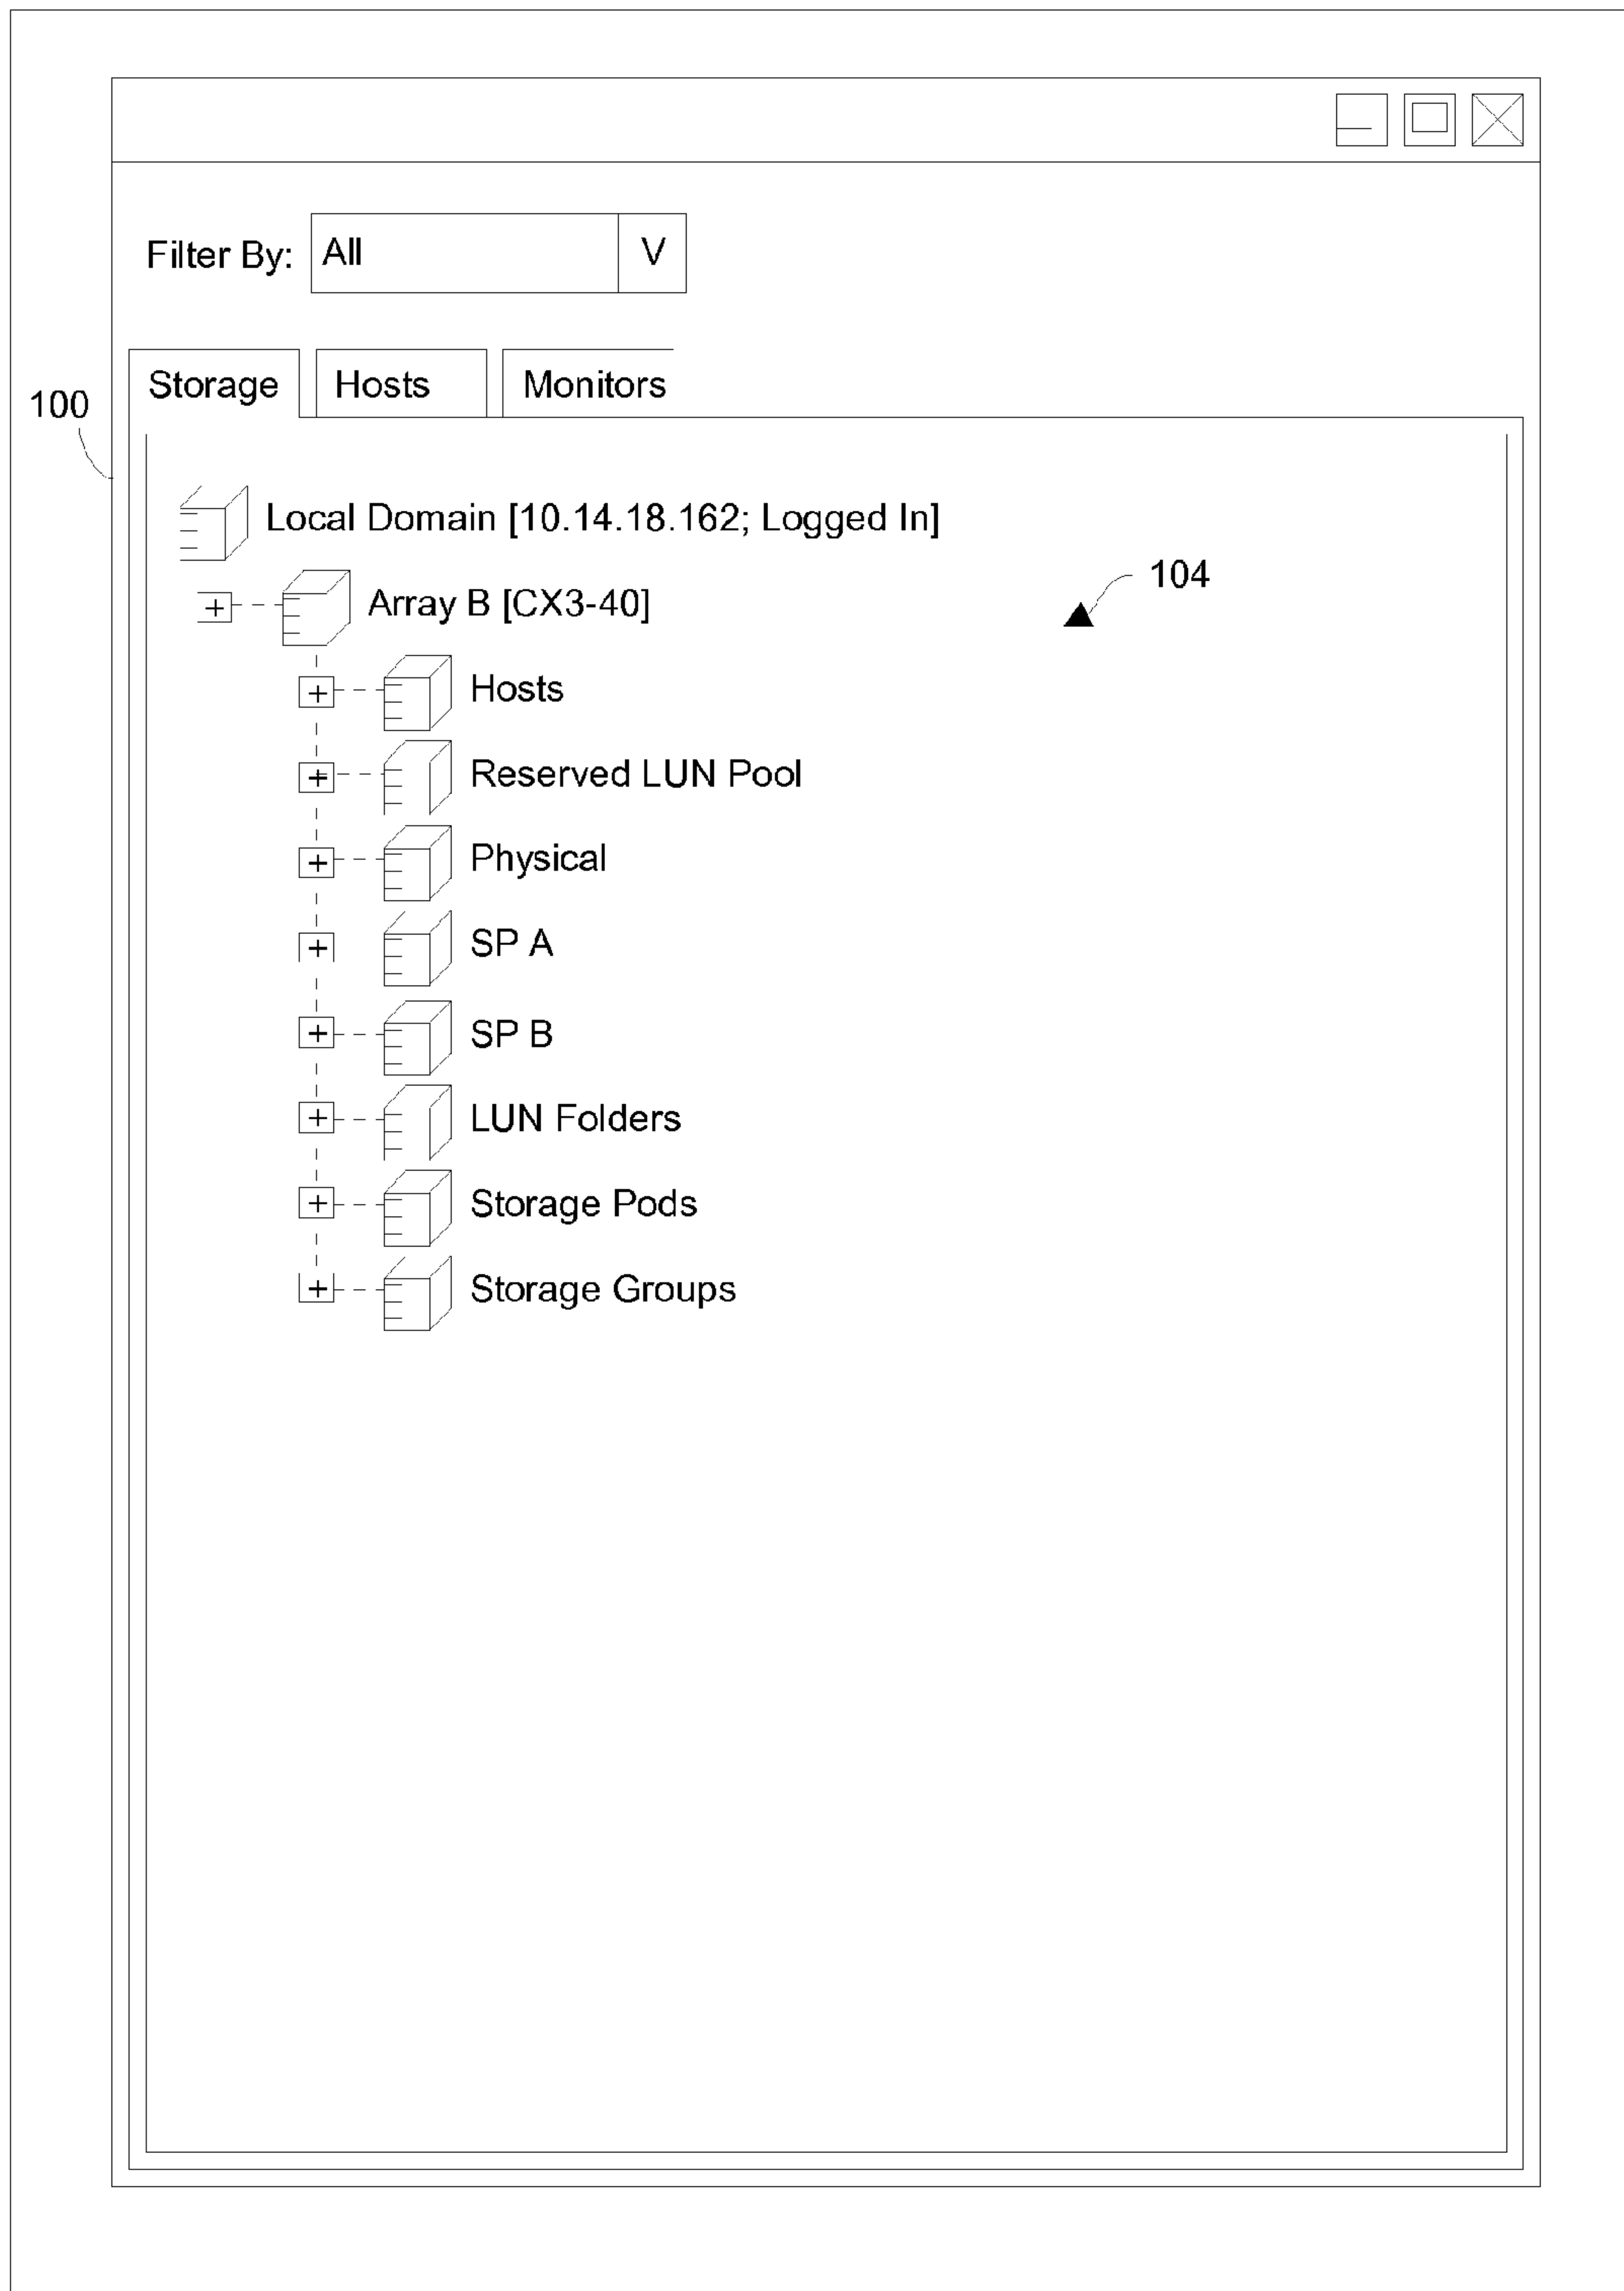 Filter By: All V
Storage Hosts Monitors
100
Local Domain [10.14.18.162; Logged In]
104
Array B [CX3-40]
Hosts
Reserved LUN Pool
Physical
SP A
SP B
LUN Folders
Storage Pods
Storage Groups